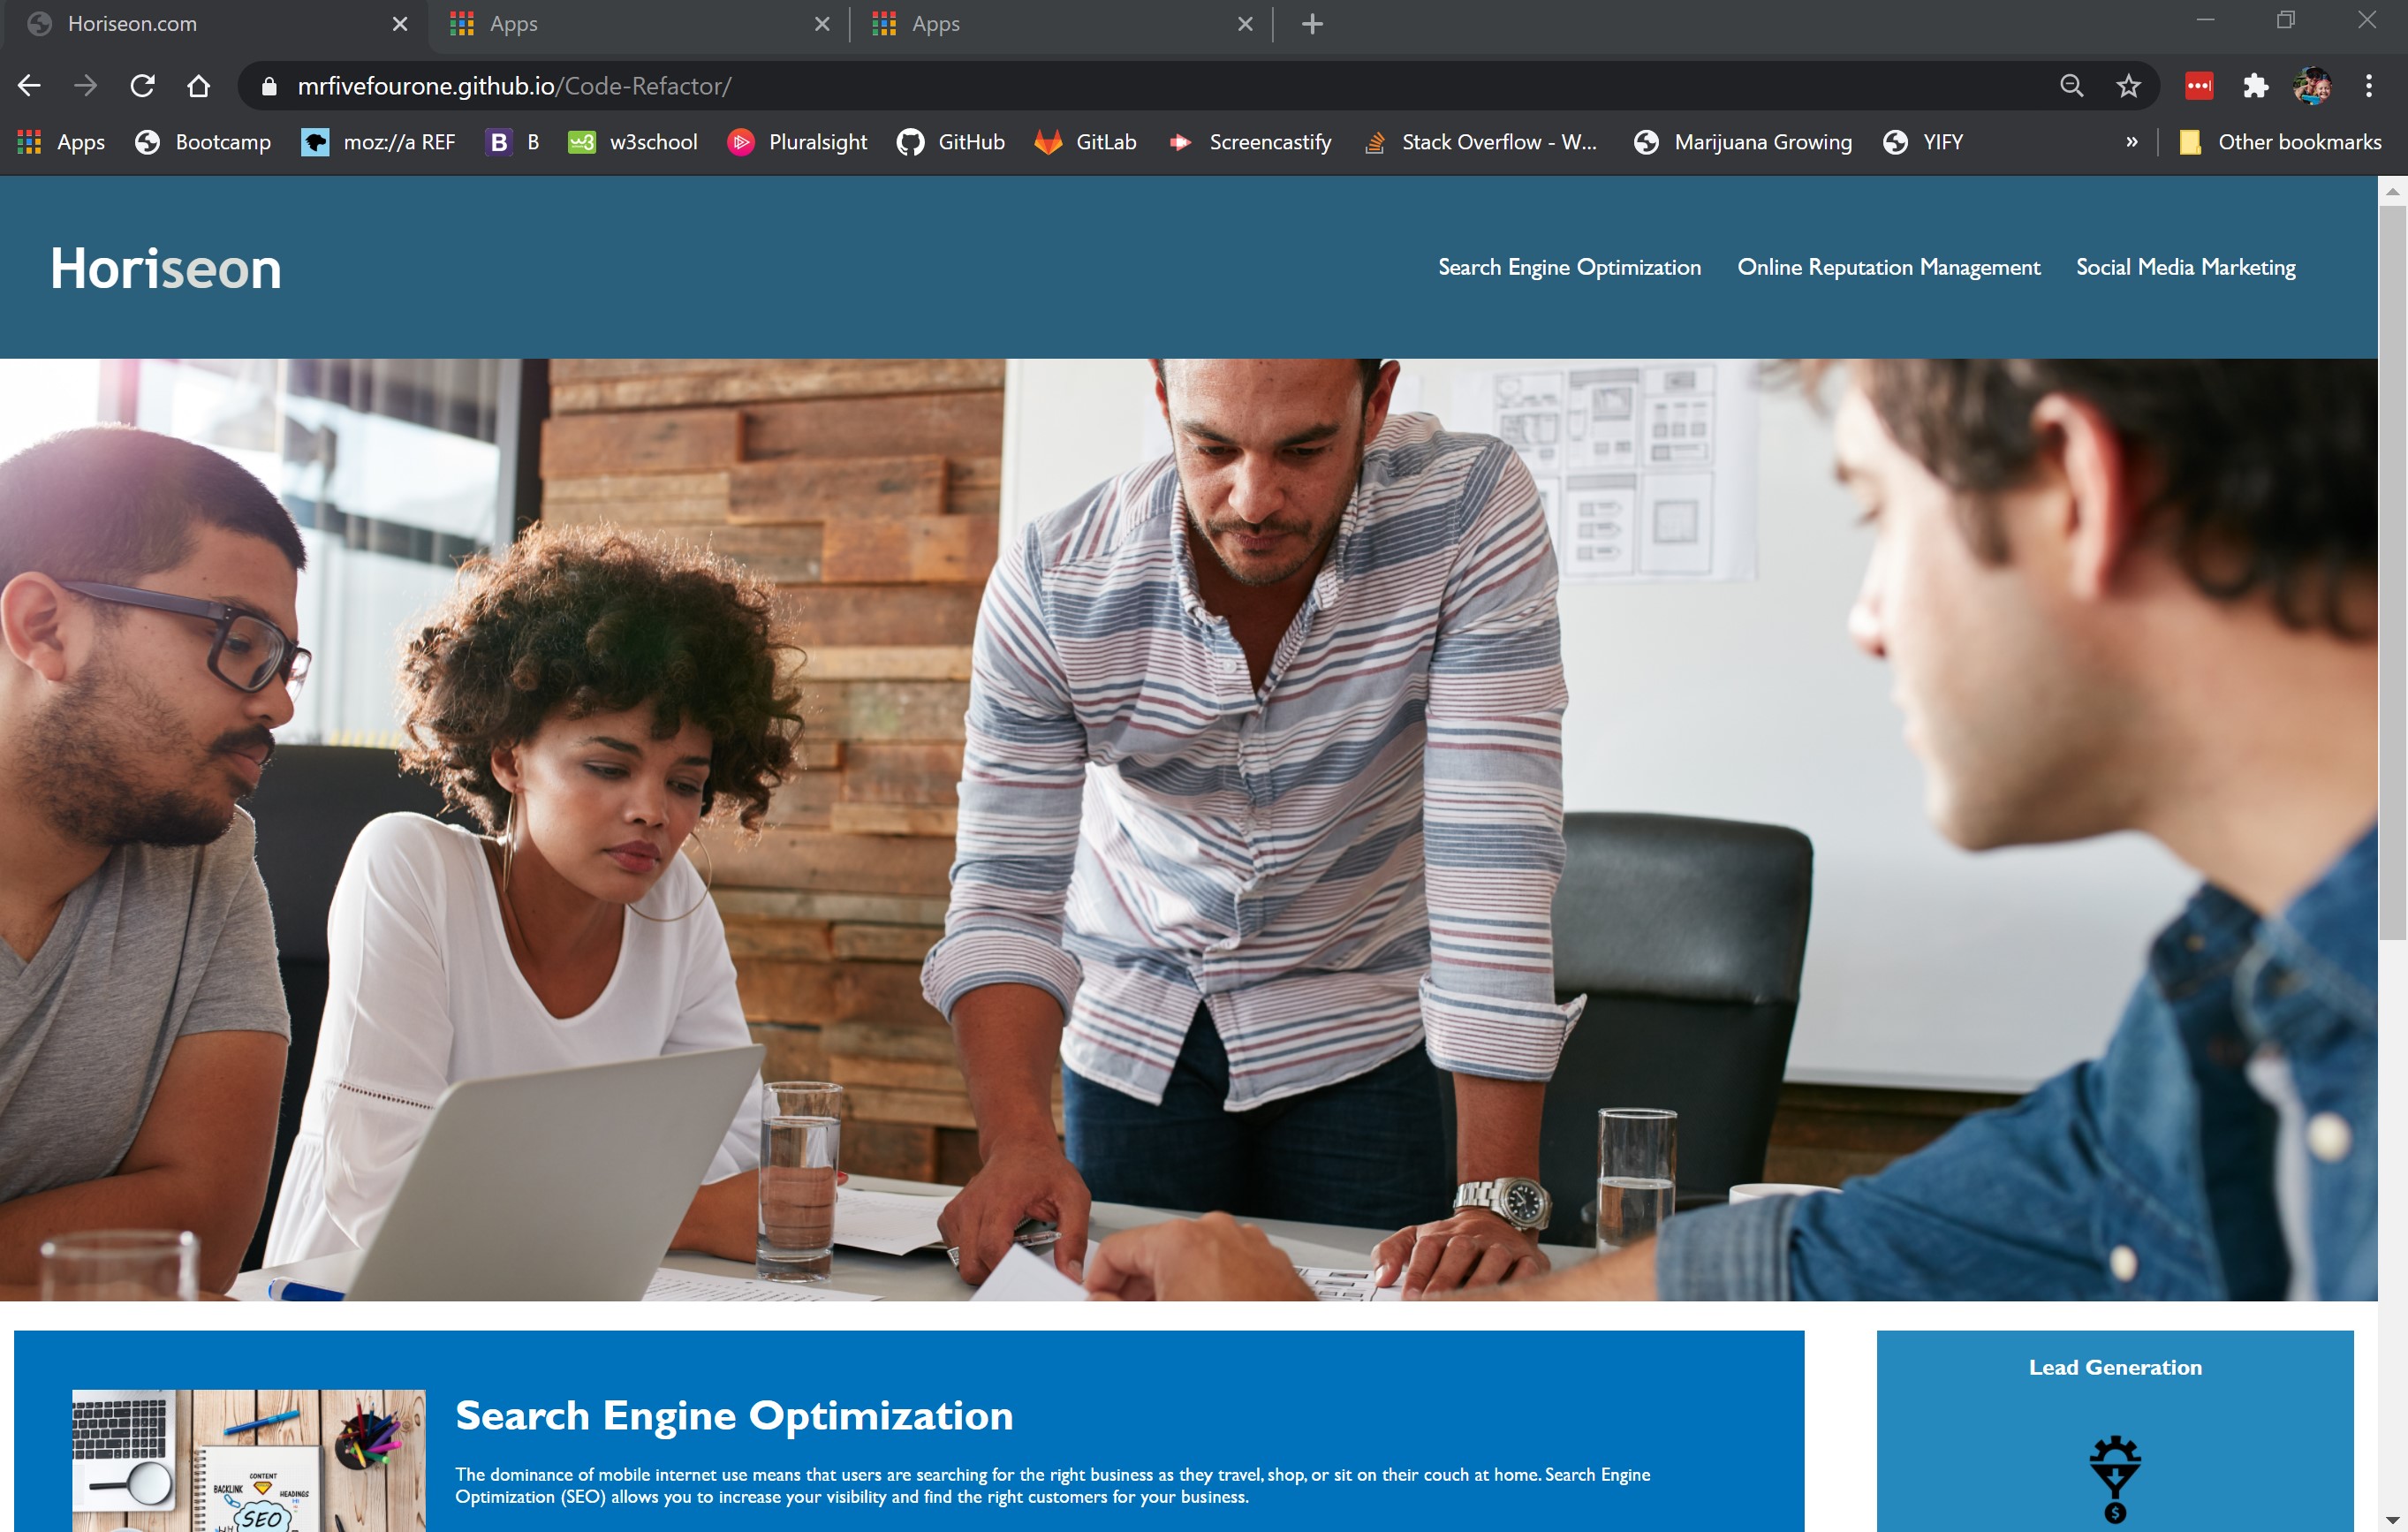 Horiseon.com
Apps
Apps
mrfivefourone.github.io/Code-Refactor/
Apps Bootcamp moz://a REF B w3school Pluralsight GitHub GitLab Screencastify Stack Overflow - W... Marijuana Growing YIFY » Other bookmarks
Horiseon
Search Engine Optimization Online Reputation Management Social Media Marketing
Search Engine Optimization
The dominance of mobile internet use means that users are searching for the right business as they travel, shop, or sit on their couch at home. Search Engine
Optimization (SEO) allows you to increase your visibility and find the right customers for your business.
Lead Generation
CONTENT
BACKLINK
HEADINGS
SEO
$